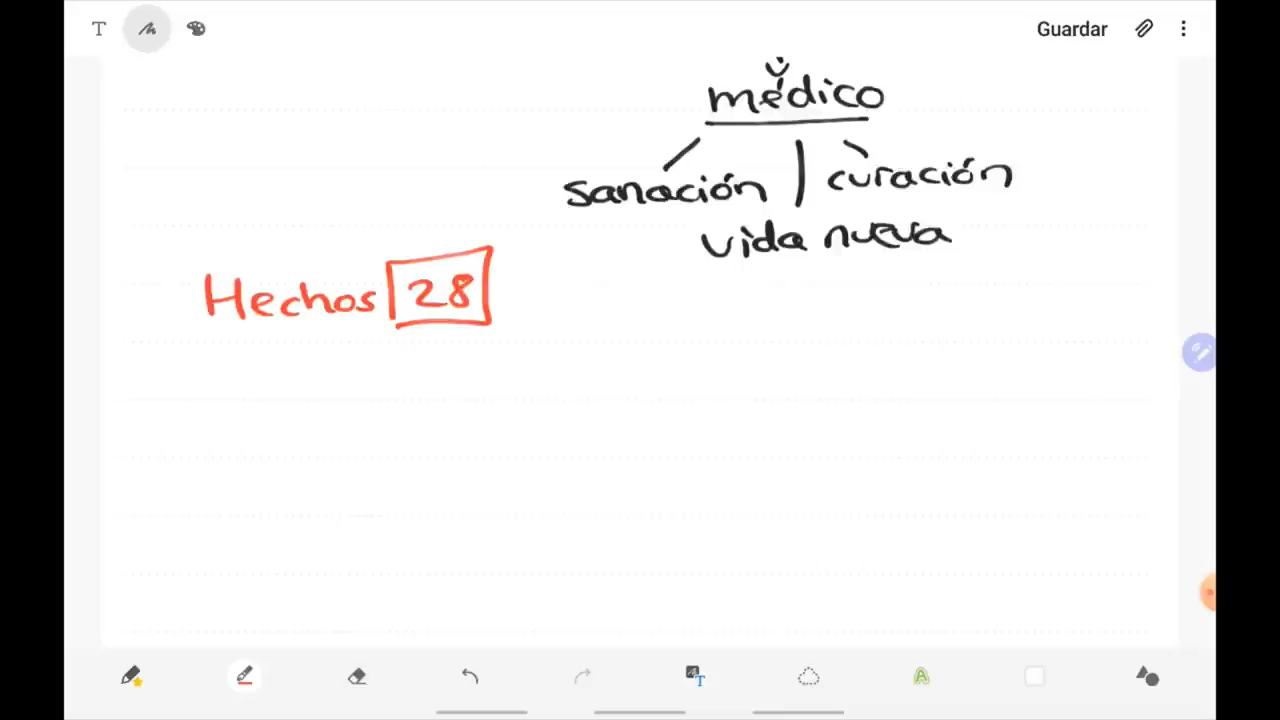 T
Guardar
médico
sanación | curación
vida nueva
Hechos 28
T
A